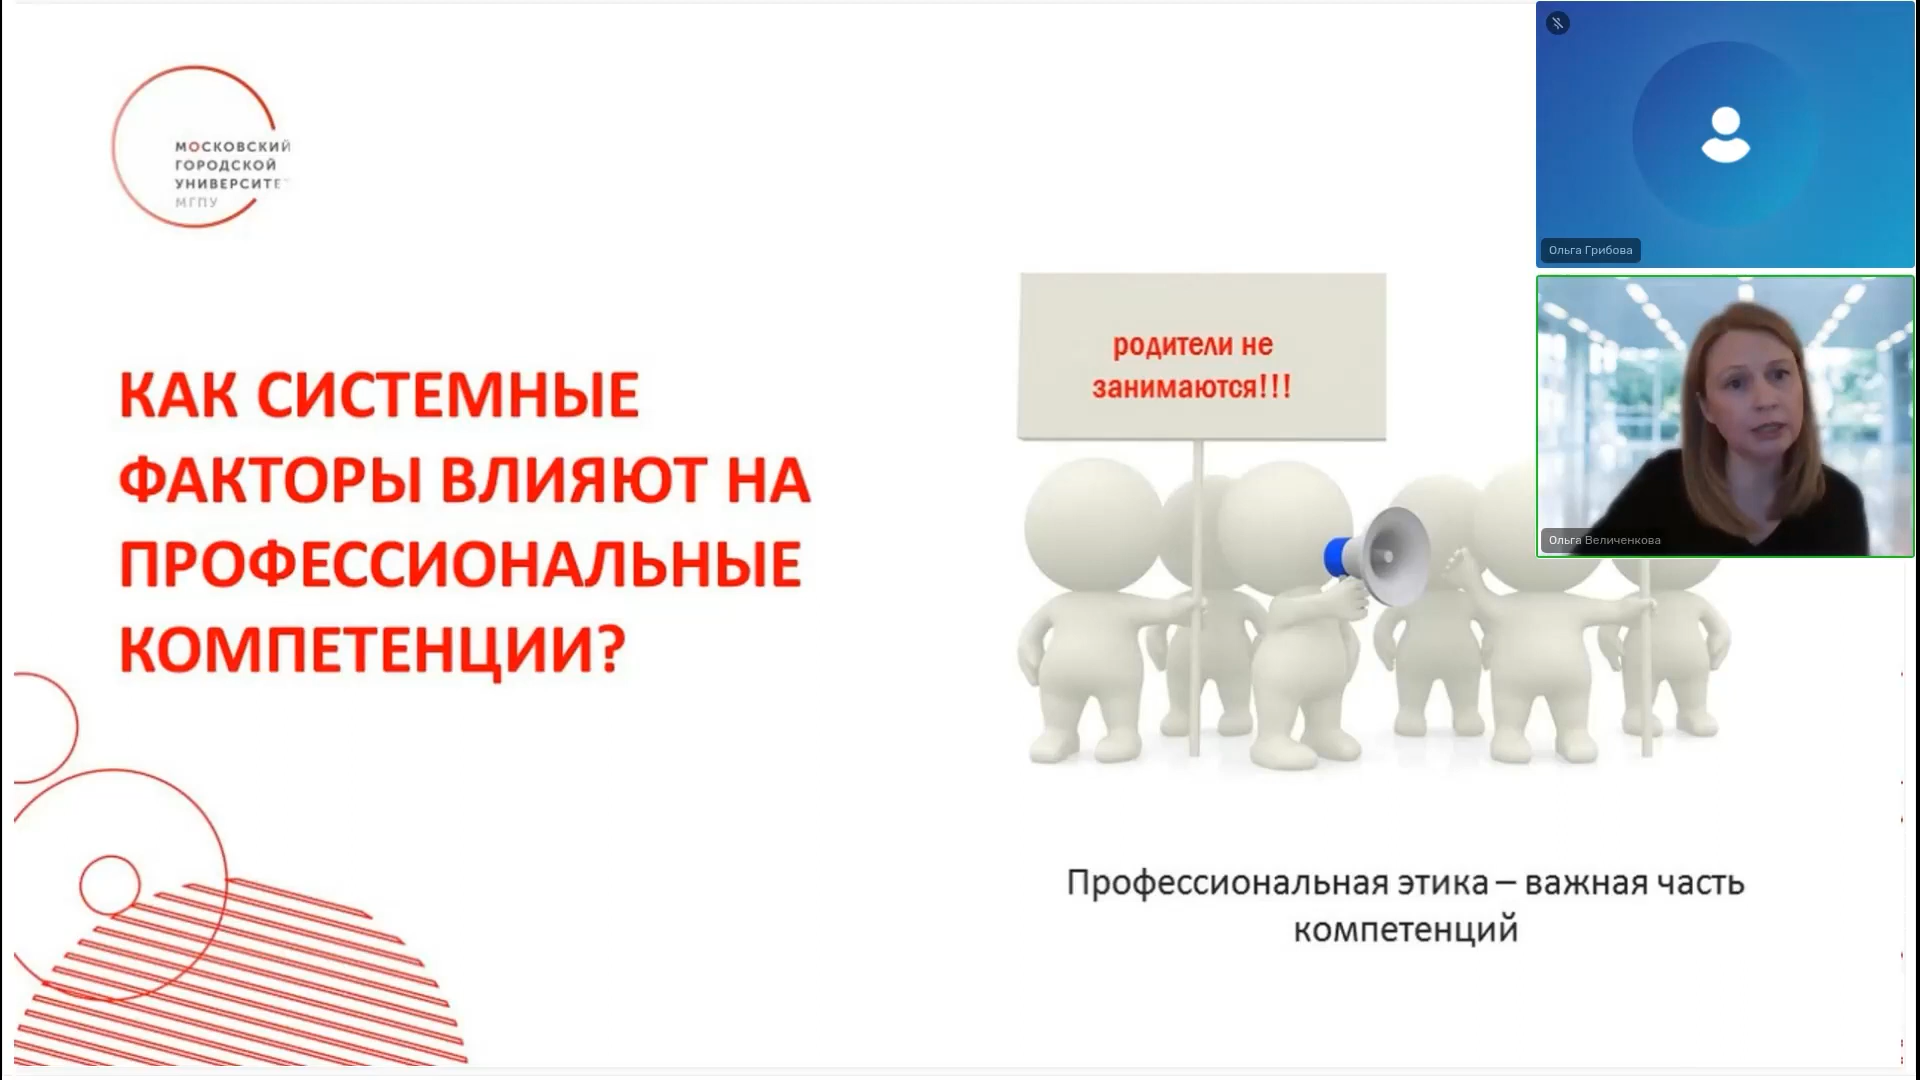 МОСКОВСКИЙ
ГОРОДСКОЙ
УНИВЕРСИТЕТ
МГПУ
КАК СИСТЕМНЫЕ
ФАКТОРЫ ВЛИЯЮТ НА
ПРОФЕССИОНАЛЬНЫЕ
КОМПЕТЕНЦИИ?
родители не
занимаются!!!
Профессиональная этика – важная часть
компетенций
Ольга Грибова
Ольга Величенкова